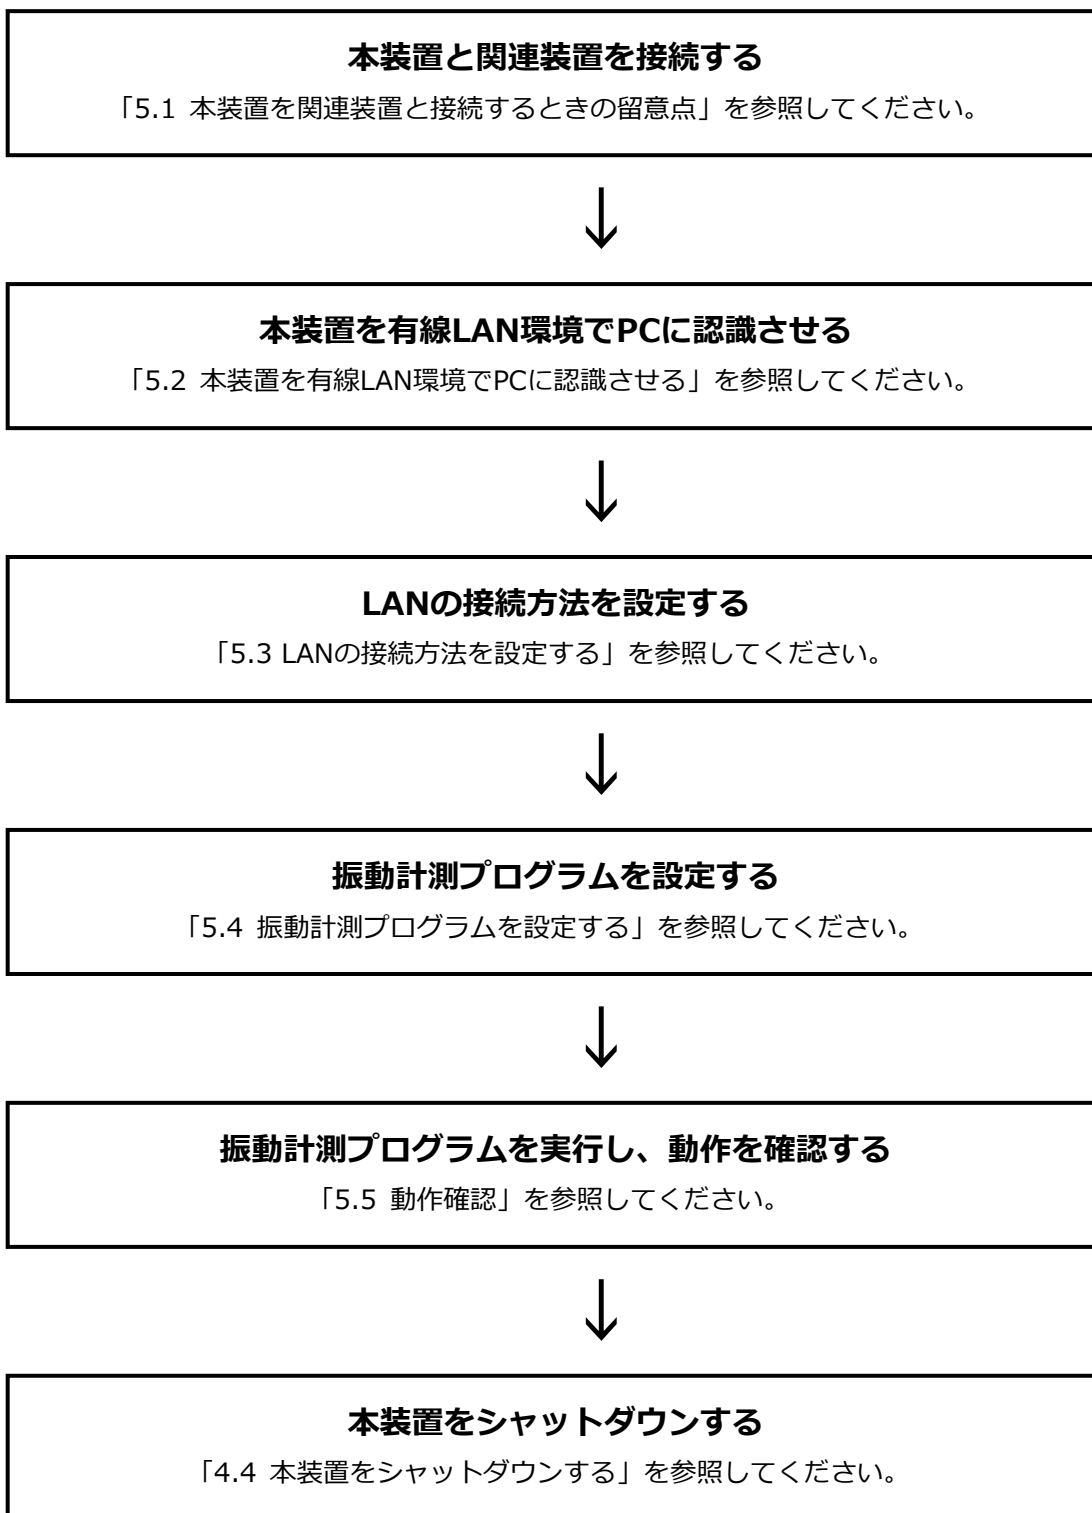 本装置と関連装置を接続する
「5.1 本装置を関連装置と接続するときの留意点」を参照してください。
↓
本装置を有線LAN環境でPCに認識させる
「5.2 本装置を有線LAN環境でPCに認識させる」を参照してください。
↓
LANの接続方法を設定する
「5.3 LANの接続方法を設定する」を参照してください。
↓
振動計測プログラムを設定する
「5.4 振動計測プログラムを設定する」を参照してください。
↓
振動計測プログラムを実行し、動作を確認する
「5.5 動作確認」を参照してください。
↓
本装置をシャットダウンする
「4.4 本装置をシャットダウンする」を参照してください。